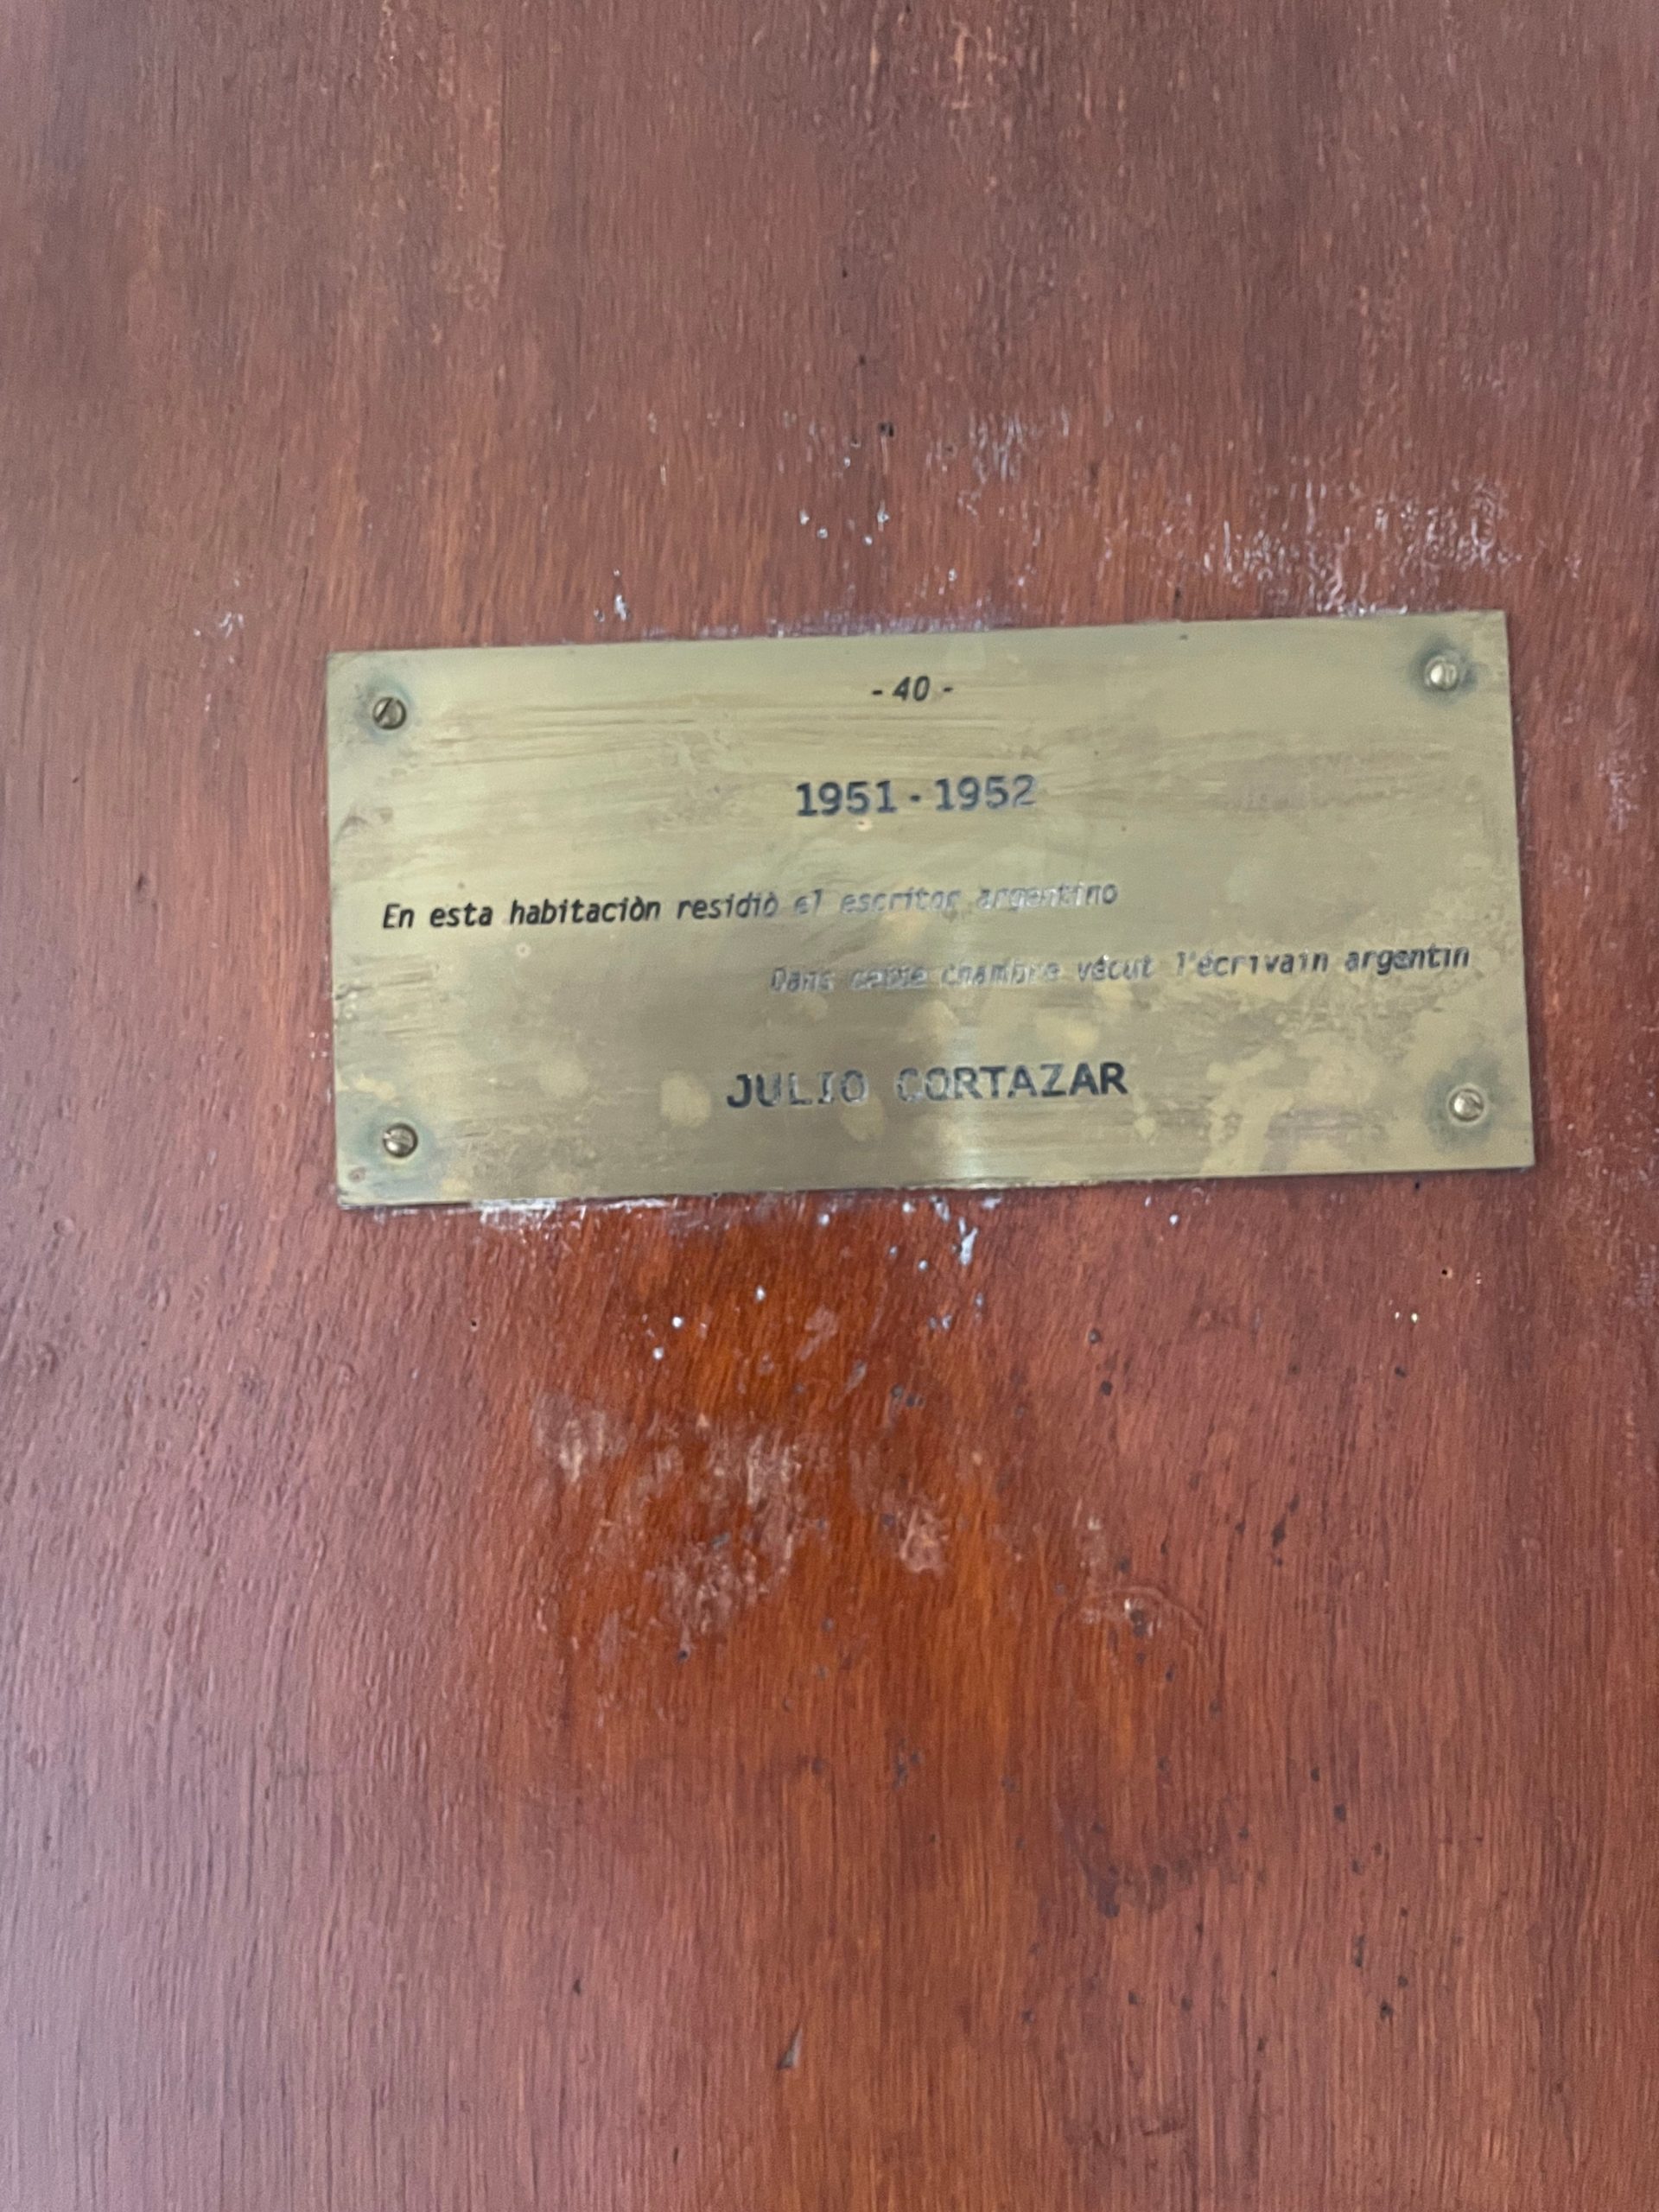 - 40 -
1951 - 1952
En esta habitaciòn residiò el escritor argentino
Dans cette chambre vécut l'écrivain argentin
JULIO CORTAZAR